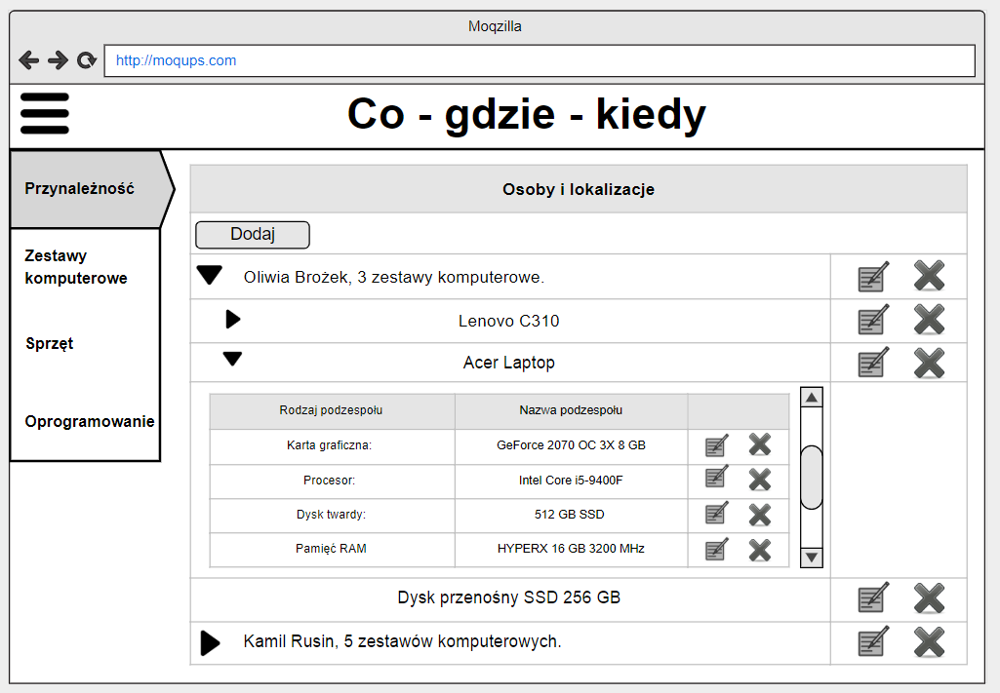 Moqzilla
http://moqups.com
Co - gdzie - kiedy
Przynależność
Zestawy
komputerowe
Sprzęt
Oprogramowanie
Osoby i lokalizacje
Dodaj
Oliwia Brożek, 3 zestawy komputerowe.
Lenovo C310
Acer Laptop
Rodzaj podzespołu Nazwa podzespołu
Karta graficzna: GeForce 2070 OC 3X 8 GB
Procesor: Intel Core i5-9400F
Dysk twardy: 512 GB SSD
Pamięć RAM HYPERX 16 GB 3200 MHz
Dysk przenośny SSD 256 GB
Kamil Rusin, 5 zestawów komputerowych.